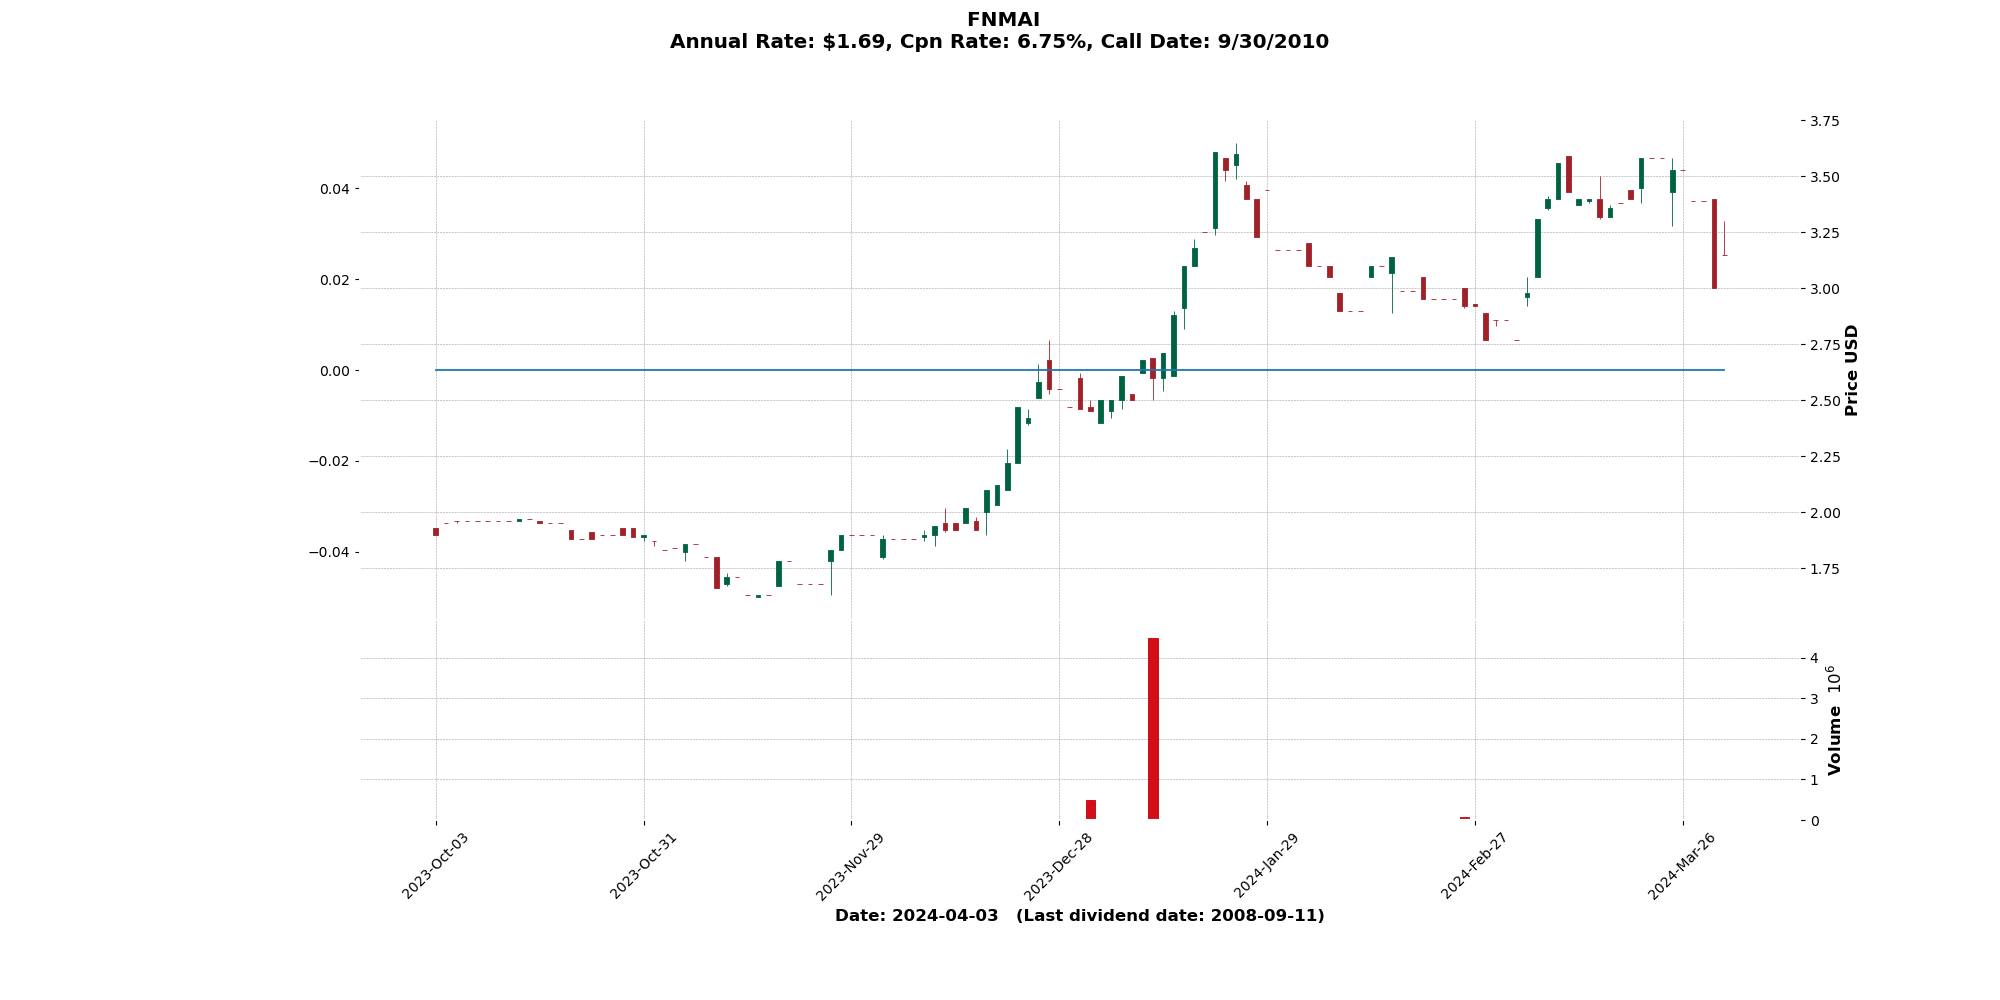 FNMAI
Annual Rate: $1.69, Cpn Rate: 6.75%, Call Date: 9/30/2010
0.04
0.02
0.00
−0.02
−0.04
3.75
3.50
3.25
3.00
2.75
2.50
2.25
2.00
1.75
Price USD
4
3
2
1
0
Volume 10⁶
2023-Oct-03
2023-Oct-31
2023-Nov-29
2023-Dec-28
2024-Jan-29
2024-Feb-27
2024-Mar-26
Date: 2024-04-03 (Last dividend date: 2008-09-11)